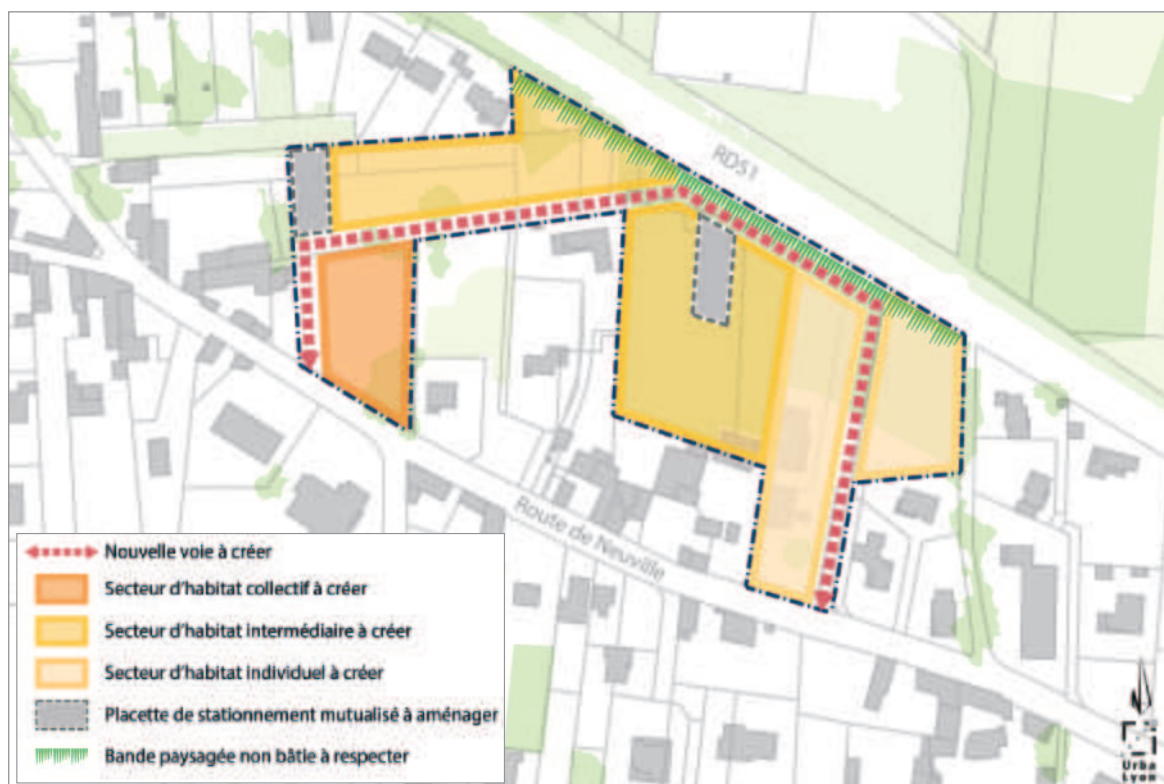 RD51
Route de Neuville
Nouvelle voie à créer
Secteur d'habitat collectif à créer
Secteur d'habitat intermédiaire à créer
Secteur d'habitat individuel à créer
Placette de stationnement mutualisé à aménager
Bande paysagée non bâtie à respecter
Urba
Lyon